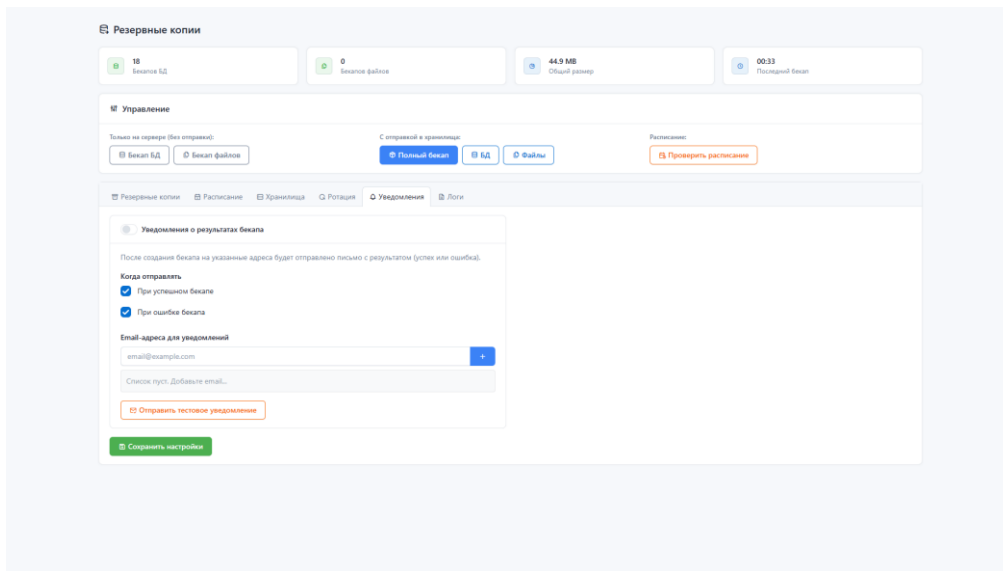 Резервные копии
18
Бекапов БД
0
Бекапов файлов
44.9 MB
Общий размер
00:33
Последний бекап
Управление
Только на сервере (без отправки):
Бекап БД
Бекап файлов
С отправкой в хранилища:
Полный бекап
БД
Файлы
Расписание:
Проверить расписание
Резервные копии
Расписание
Хранилища
Ротация
Уведомления
Логи
Уведомления о результатах бекапа
После создания бекапа на указанные адреса будет отправлено письмо с результатом (успех или ошибка).
Когда отправлять
При успешном бекапе
При ошибке бекапа
Email-адреса для уведомлений
email@example.com
+
Список пуст. Добавьте email...
Отправить тестовое уведомление
Сохранить настройки